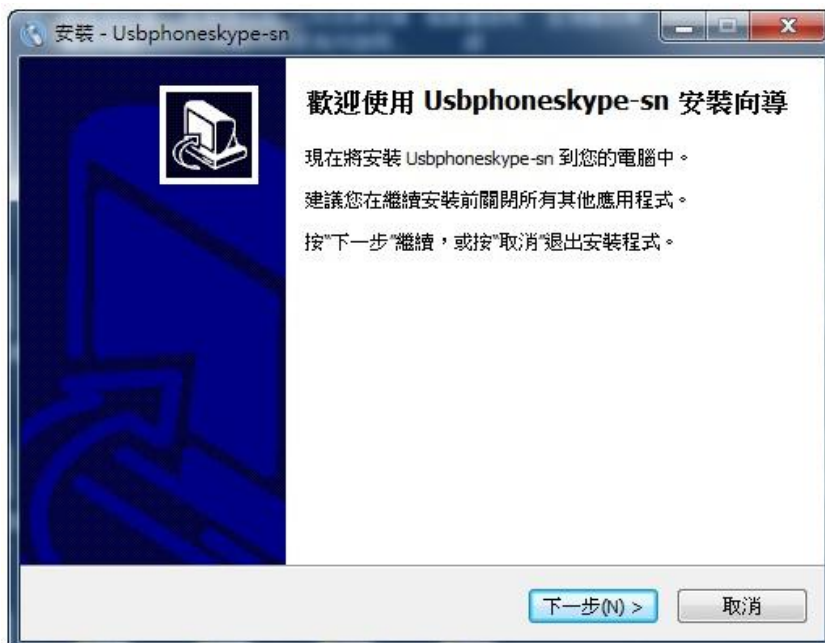 安裝 - Usbphoneskype-sn
歡迎使用 Usbphoneskype-sn 安裝向導
現在將安裝 Usbphoneskype-sn 到您的電腦中。
建議您在繼續安裝前關閉所有其他應用程式。
按"下一步"繼續，或按"取消"退出安裝程式。
下一步(N) >
取消